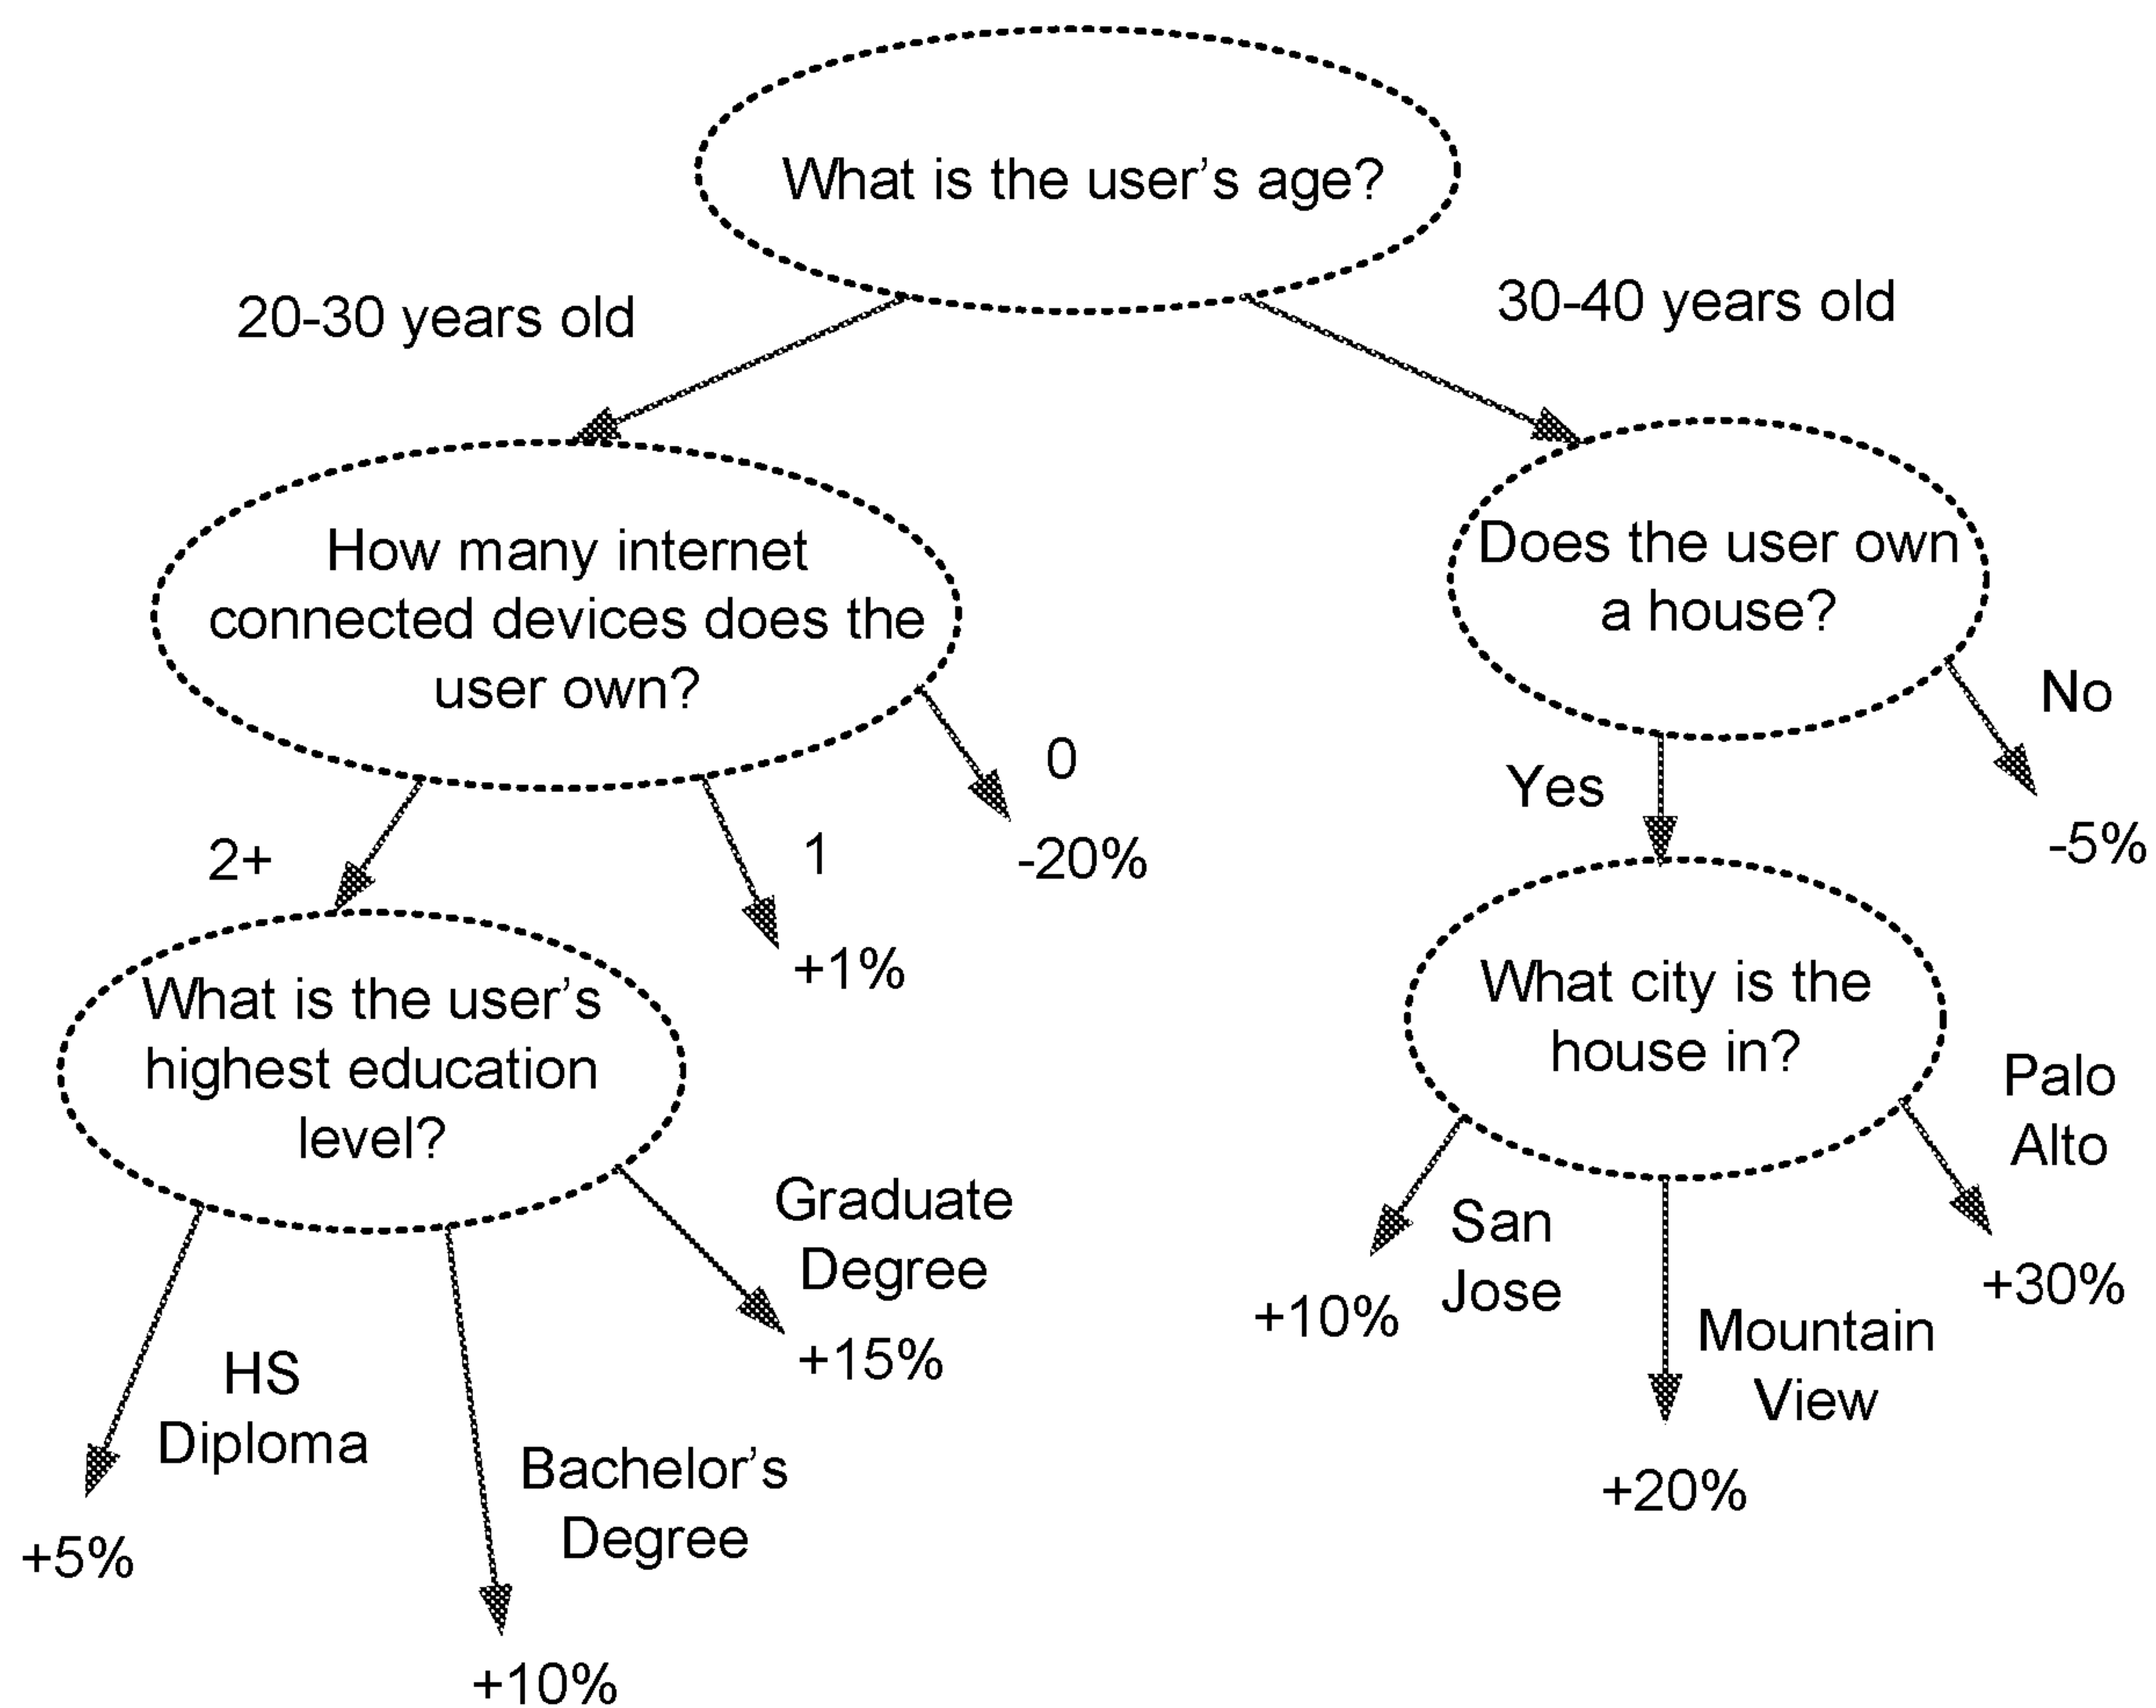 What is the user's age?
20-30 years old
30-40 years old
How many internet
connected devices does the
user own?
Does the user own
a house?
No
-5%
Yes
0
-20%
1
+1%
2+
What is the user's
highest education
level?
What city is the
house in?
Palo
Alto
+30%
San
Jose
+10%
Mountain
View
+20%
Graduate
Degree
+15%
HS
Diploma
+5%
Bachelor's
Degree
+10%